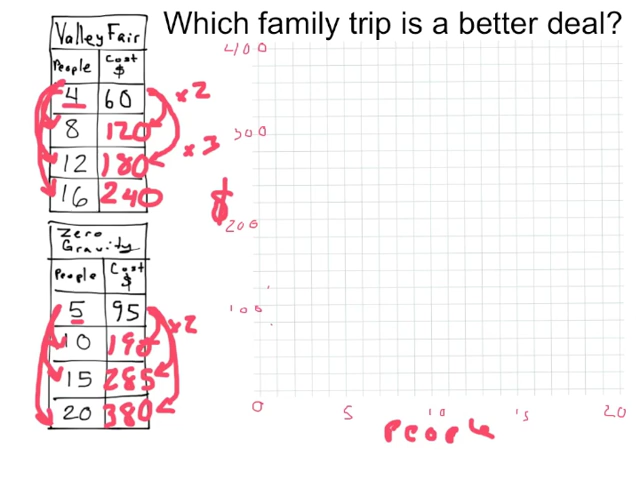 Which family trip is a better deal?
Valley Fair
People Cost $
4 60
8 120
12 180
16 240
x2
x3
Zero Gravity
People Cost $
5 95
10 190
15 285
20 380
x2
400
300
$
200
100
0 5 10 15 20
PEOPLE